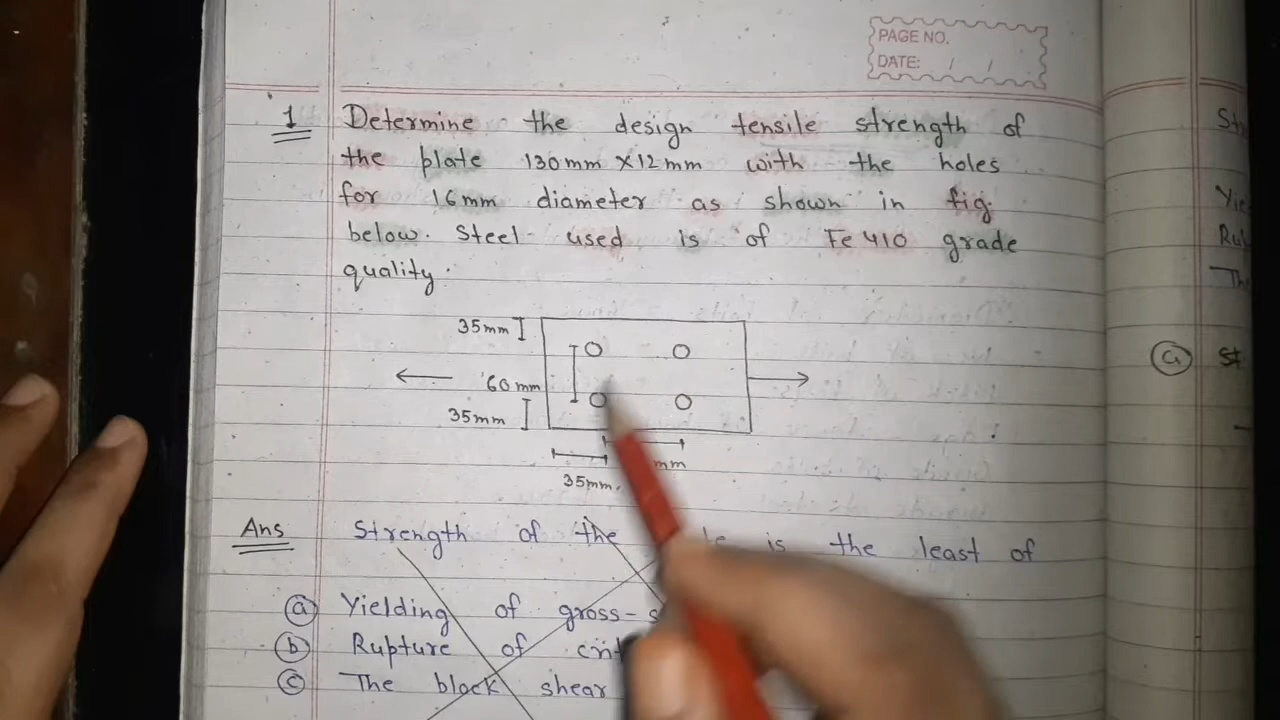 PAGE NO.
DATE: / /
1 Determine the design tensile strength of
the plate 130mm × 12mm with the holes
for 16mm diameter as shown in fig.
below. Steel used is of Fe 410 grade
quality.
35mm
60mm
35mm
mm
35mm.
Ans Strength of the is the least of
(a) Yielding of gross-
(b) Rupture of
(c) The block shear
(a)